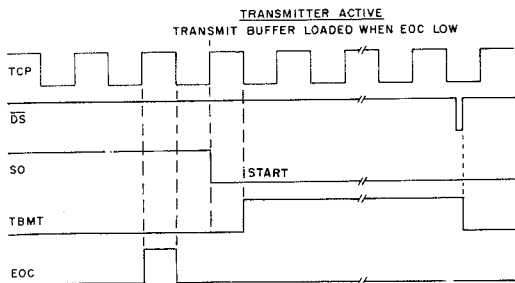 TRANSMITTER ACTIVE
TRANSMIT BUFFER LOADED WHEN EOC LOW
TCP
DS
SO
START
TBMT
EOC